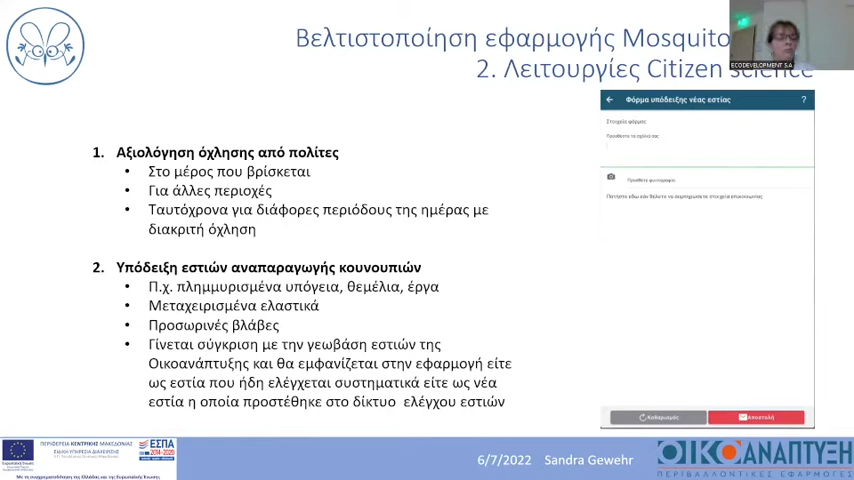 Βελτιστοποίηση εφαρμογής Mosquito
2. Λειτουργίες Citizen science
ECODEVELOPMENT S.A
Φόρμα υπόδειξης νέας εστίας ?
Στοιχεία φόρμας
Προσθέστε τα σχόλιά σας
Προσθέστε φωτογραφία
Πατήστε εδώ εάν θέλετε να συμπληρώσετε στοιχεία επικοινωνίας
Καθαρισμός Αποστολή
1. Αξιολόγηση όχλησης από πολίτες
• Στο μέρος που βρίσκεται
• Για άλλες περιοχές
• Ταυτόχρονα για διάφορες περιόδους της ημέρας με
διακριτή όχληση
2. Υπόδειξη εστιών αναπαραγωγής κουνουπιών
• Π.χ. πλημμυρισμένα υπόγεια, θεμέλια, έργα
• Μεταχειρισμένα ελαστικά
• Προσωρινές βλάβες
• Γίνεται σύγκριση με την γεωβάση εστιών της
Οικοανάπτυξης και θα εμφανίζεται στην εφαρμογή είτε
ως εστία που ήδη ελέγχεται συστηματικά είτε ως νέα
εστία η οποία προστέθηκε στο δίκτυο ελέγχου εστιών
ΠΕΡΙΦΕΡΕΙΑ ΚΕΝΤΡΙΚΗΣ ΜΑΚΕΔΟΝΙΑΣ
ΕΙΔΙΚΗ ΥΠΗΡΕΣΙΑ ΔΙΑΧΕΙΡΙΣΗΣ
ΕΣΠΑ
2014-2020
Με τη συγχρηματοδότηση της Ελλάδας και της Ευρωπαϊκής Ένωσης
6/7/2022 Sandra Gewehr
ΟΙΚΟΑΝΑΠΤΥΞΗ
ΠΕΡΙΒΑΛΛΟΝΤΙΚΕΣ ΕΦΑΡΜΟΓΕΣ